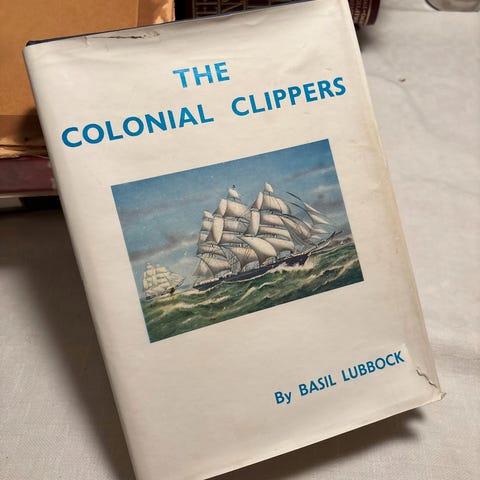 THE
COLONIAL CLIPPERS
By BASIL LUBBOCK